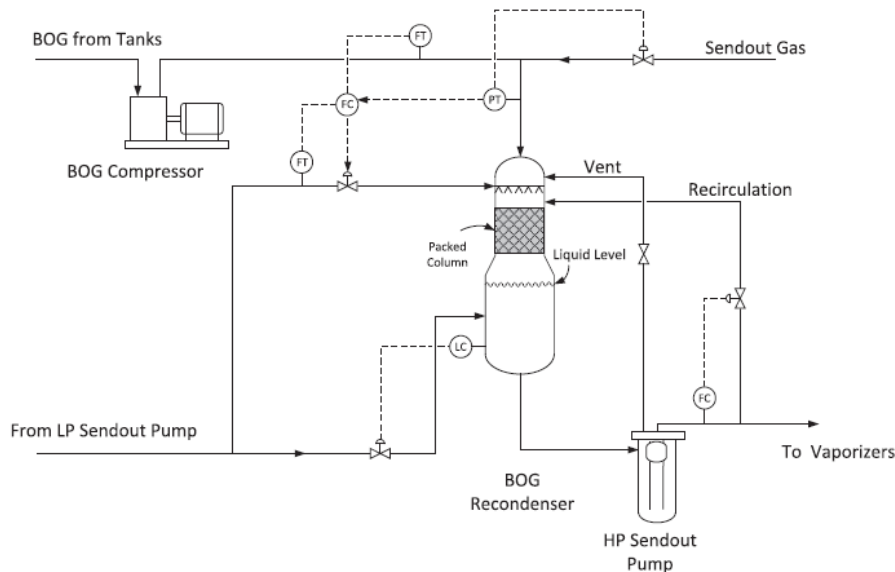 BOG from Tanks
FT
Sendout Gas
FC
PT
FT
BOG Compressor
Vent
Recirculation
Packed
Column
Liquid Level
LC
FC
From LP Sendout Pump
To Vaporizers
BOG
Recondenser
HP Sendout
Pump